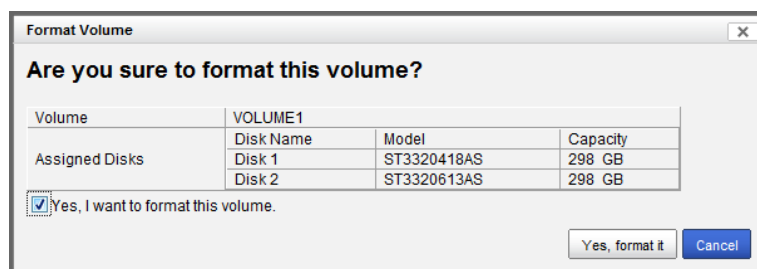 Format Volume
Are you sure to format this volume?
Volume VOLUME1
Assigned Disks
Disk Name Model Capacity
Disk 1 ST3320418AS 298 GB
Disk 2 ST3320613AS 298 GB
Yes, I want to format this volume.
Yes, format it Cancel